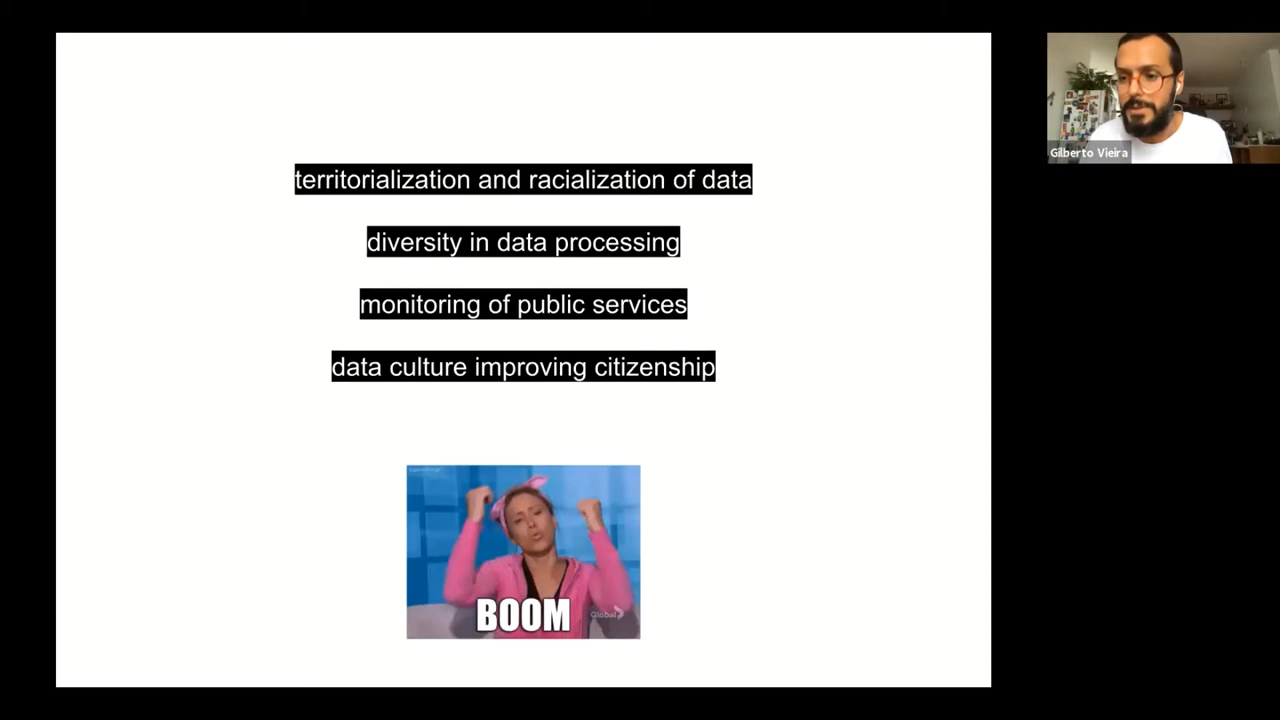 territorialization and racialization of data
diversity in data processing
monitoring of public services
data culture improving citizenship
BOOM
Global
Gilberto Vieira